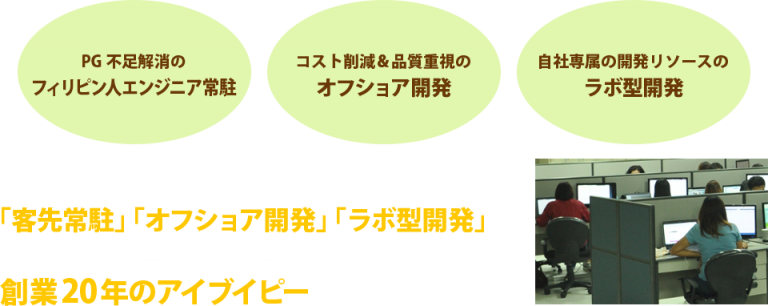 PG 不足解消の
フィリピン人エンジニア常駐
コスト削減＆品質重視の
オフショア開発
自社専属の開発リソースの
ラボ型開発
「客先常駐」「オフショア開発」「ラボ型開発」
創業20年のアイブイピー